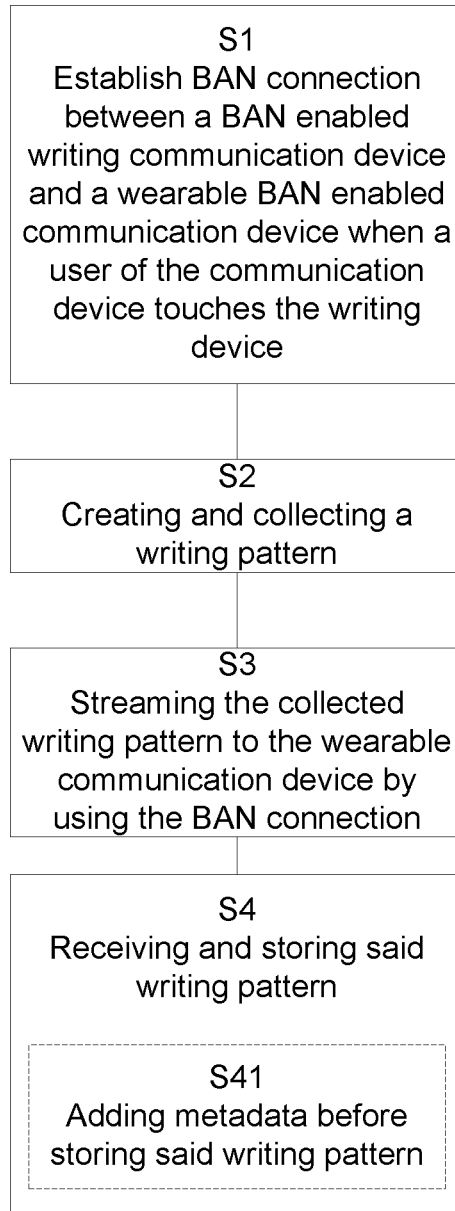 S1
Establish BAN connection
between a BAN enabled
writing communication device
and a wearable BAN enabled
communication device when a
user of the communication
device touches the writing
device
S2
Creating and collecting a
writing pattern
S3
Streaming the collected
writing pattern to the wearable
communication device by
using the BAN connection
S4
Receiving and storing said
writing pattern
S41
Adding metadata before
storing said writing pattern